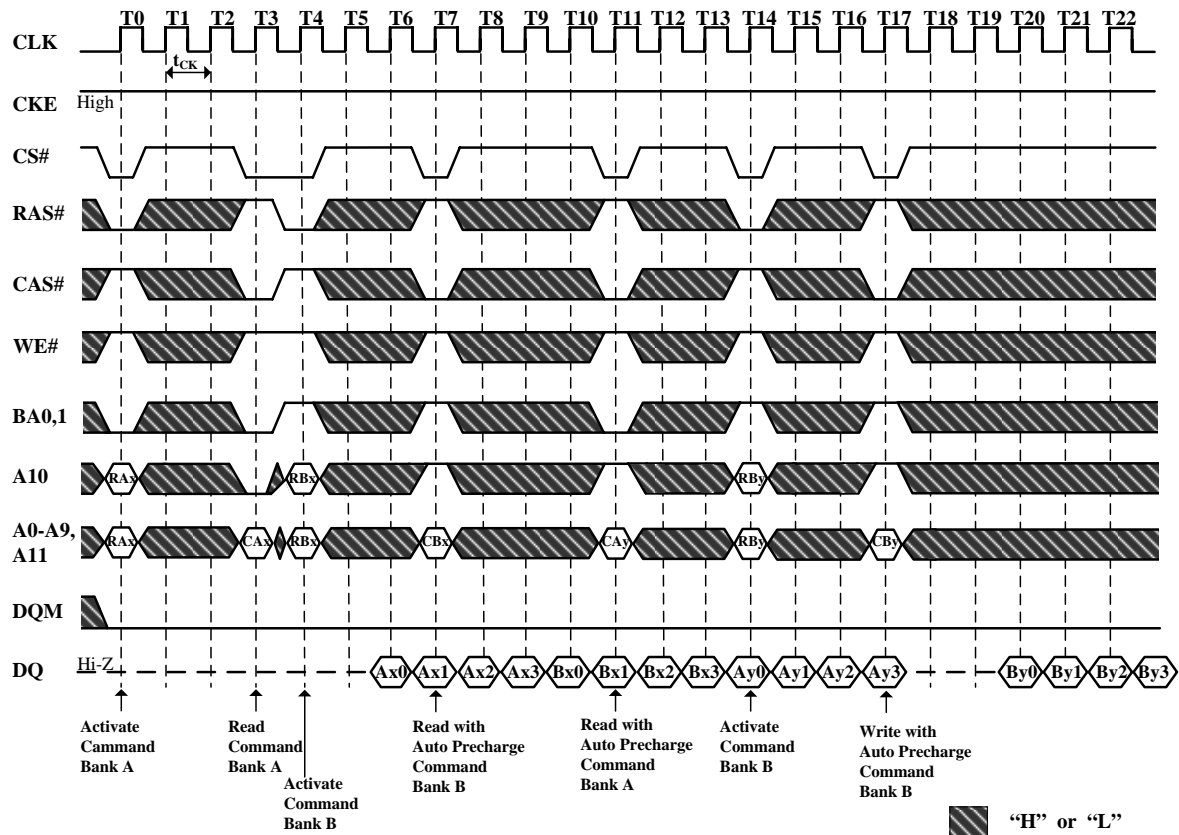 T0 T1 T2 T3 T4 T5 T6 T7 T8 T9 T10 T11 T12 T13 T14 T15 T16 T17 T18 T19 T20 T21 T22
CLK
tCK
CKE High
CS#
RAS#
CAS#
WE#
BA0,1
A10 RAx RBx RBy
A0-A9,
A11 RAx CAx RBx CBx CAy RBy CBy
DQM
DQ Hi-Z Ax0 Ax1 Ax2 Ax3 Bx0 Bx1 Bx2 Bx3 Ay0 Ay1 Ay2 Ay3 By0 By1 By2 By3
Activate
Cammand
Bank A
Read
Command
Bank A
Activate
Command
Bank B
Read with
Auto Precharge
Command
Bank B
Read with
Auto Precharge
Command
Bank A
Activate
Command
Bank B
Write with
Auto Precharge
Command
Bank B
“H” or “L”